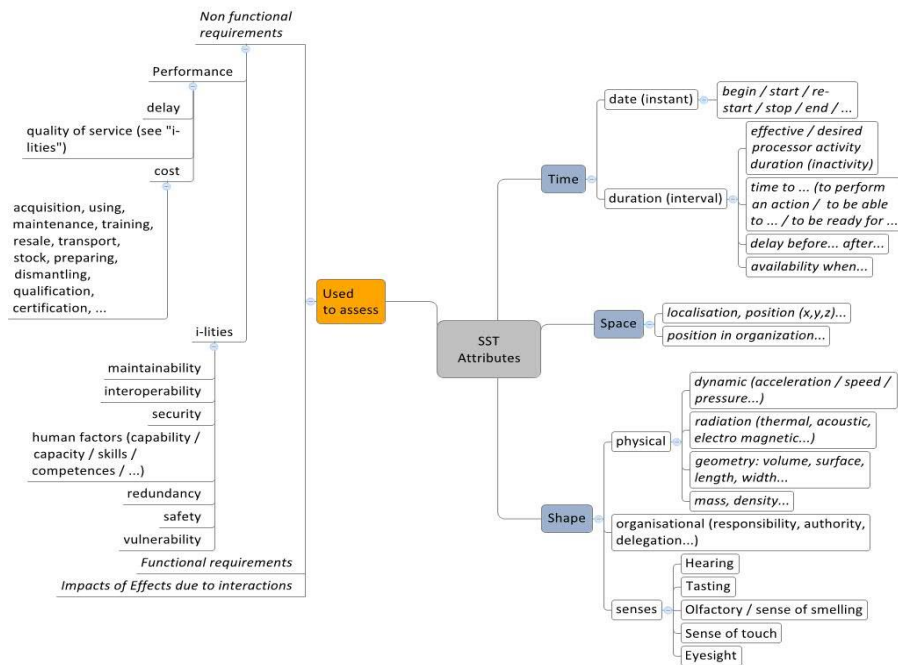 Non functional
requirements
Performance
delay
quality of service (see "i-
lities")
cost
acquisition, using,
maintenance, training,
resale, transport,
stock, preparing,
dismantling,
qualification,
certification, ...
i-lities
maintainability
interoperability
security
human factors (capability /
capacity / skills /
competences / ...)
redundancy
safety
vulnerability
Functional requirements
Impacts of Effects due to interactions
Used
to assess
SST
Attributes
Time
date (instant)
begin / start / re-
start / stop / end / ...
duration (interval)
effective / desired
processor activity
duration (inactivity)
time to ... (to perform
an action / to be able
to ... / to be ready for ...
delay before... after...
availability when...
Space
localisation, position (x,y,z)...
position in organization...
Shape
physical
dynamic (acceleration / speed /
pressure...)
radiation (thermal, acoustic,
electro magnetic...)
geometry: volume, surface,
length, width...
mass, density...
organisational (responsibility, authority,
delegation...)
senses
Hearing
Tasting
Olfactory / sense of smelling
Sense of touch
Eyesight